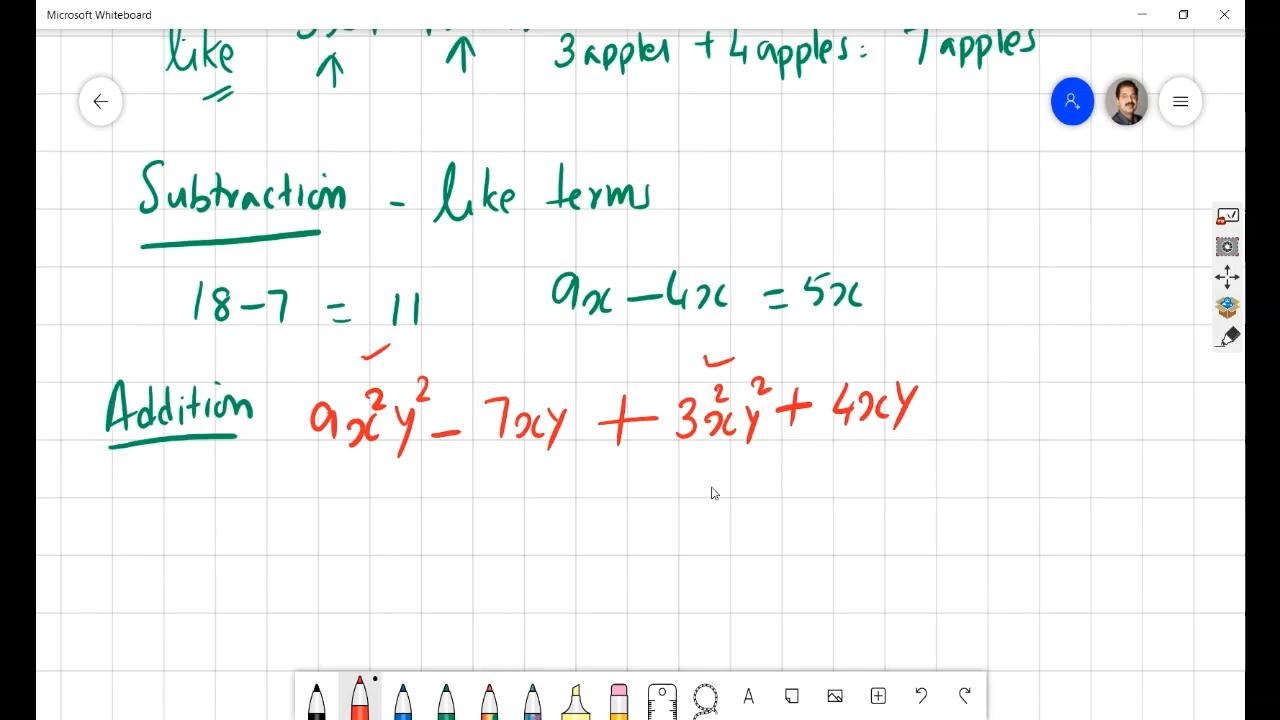 Microsoft Whiteboard
like 3 apples + 4 apples = 7 apples
Subtraction - like terms
18-7 = 11 9x-4x = 5x
Addition 9x²y² - 7xy + 3x²y² + 4xy